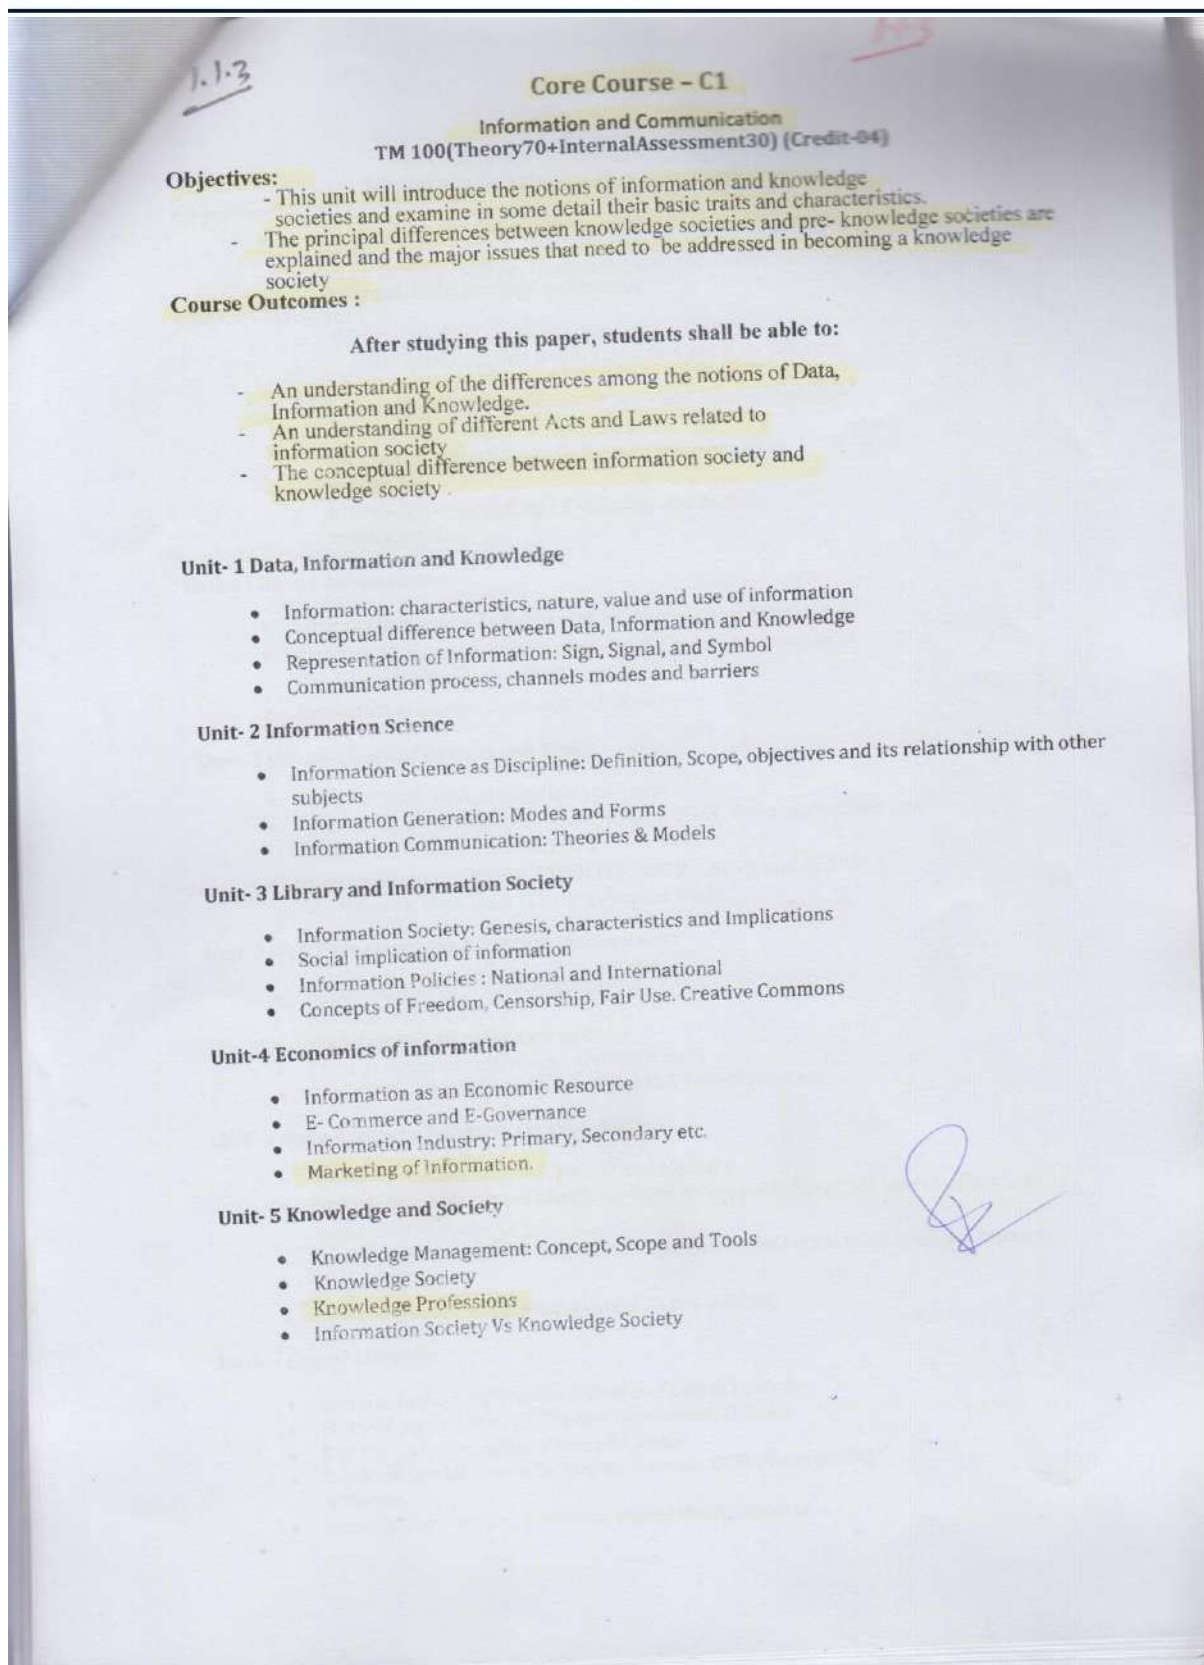 1.1.3
Core Course – C1
Information and Communication
TM 100(Theory70+InternalAssessment30) (Credit-04)
Objectives:
- This unit will introduce the notions of information and knowledge
societies and examine in some detail their basic traits and characteristics.
- The principal differences between knowledge societies and pre- knowledge societies are
explained and the major issues that need to be addressed in becoming a knowledge
society
Course Outcomes :
After studying this paper, students shall be able to:
- An understanding of the differences among the notions of Data,
Information and Knowledge.
- An understanding of different Acts and Laws related to
information society
- The conceptual difference between information society and
knowledge society .
Unit- 1 Data, Information and Knowledge
• Information: characteristics, nature, value and use of information
• Conceptual difference between Data, Information and Knowledge
• Representation of Information: Sign, Signal, and Symbol
• Communication process, channels modes and barriers
Unit- 2 Information Science
• Information Science as Discipline: Definition, Scope, objectives and its relationship with other
subjects
• Information Generation: Modes and Forms
• Information Communication: Theories & Models
Unit- 3 Library and Information Society
• Information Society: Genesis, characteristics and Implications
• Social implication of information
• Information Policies : National and International
• Concepts of Freedom, Censorship, Fair Use. Creative Commons
Unit-4 Economics of information
• Information as an Economic Resource
• E- Commerce and E-Governance
• Information Industry: Primary, Secondary etc.
• Marketing of Information.
Unit- 5 Knowledge and Society
• Knowledge Management: Concept, Scope and Tools
• Knowledge Society
• Knowledge Professions
• Information Society Vs Knowledge Society